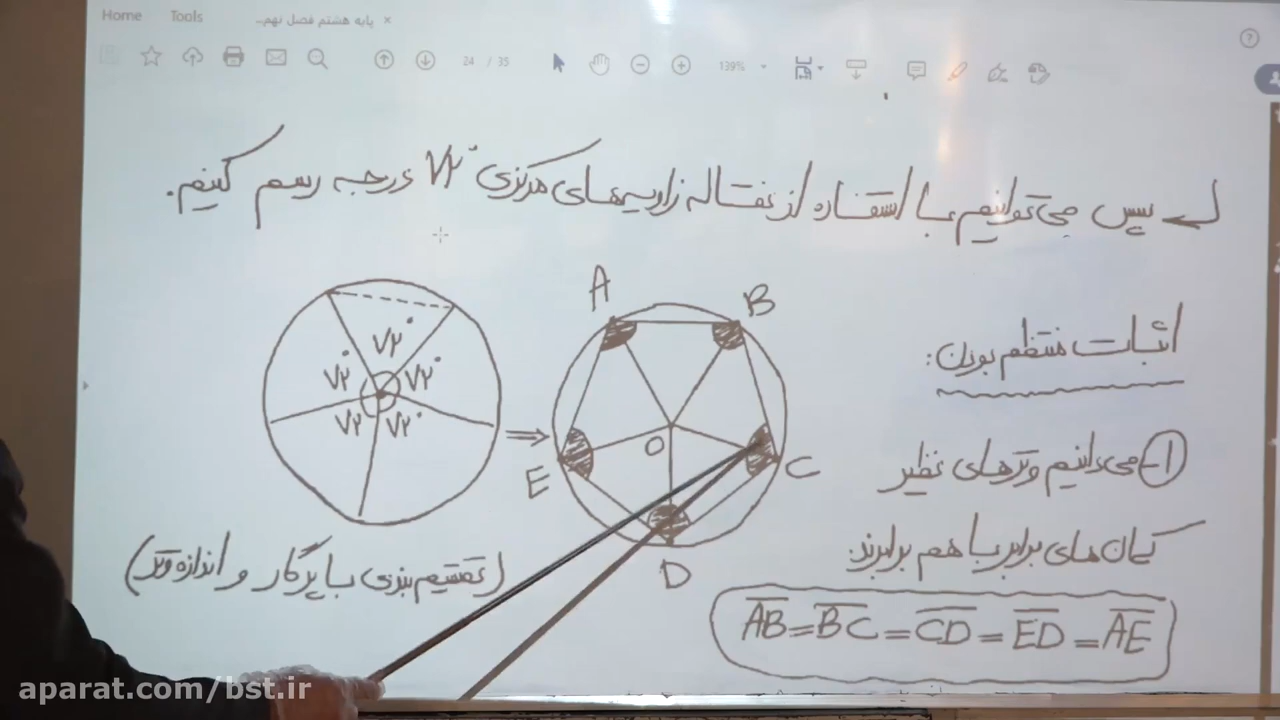 Home Tools پایه هشتم فصل نهم... ×
24 / 35 139%
پس می‌توانیم با استفاده از نقاله زاویه‌های مرکزی ۷۲° درجه رسم کنیم.
A B
۷۲°
۷۲° ۷۲°
۷۲° ۷۲°
O
E C
D
اثبات منتظم بودن:
۱- می‌دانیم وترهای نظیر
کمان‌های برابر با هم برابرند:
(تقسیم بندی با پرگار و اندازه وتر)
AB = BC = CD = ED = AE
aparat.com/bst.ir